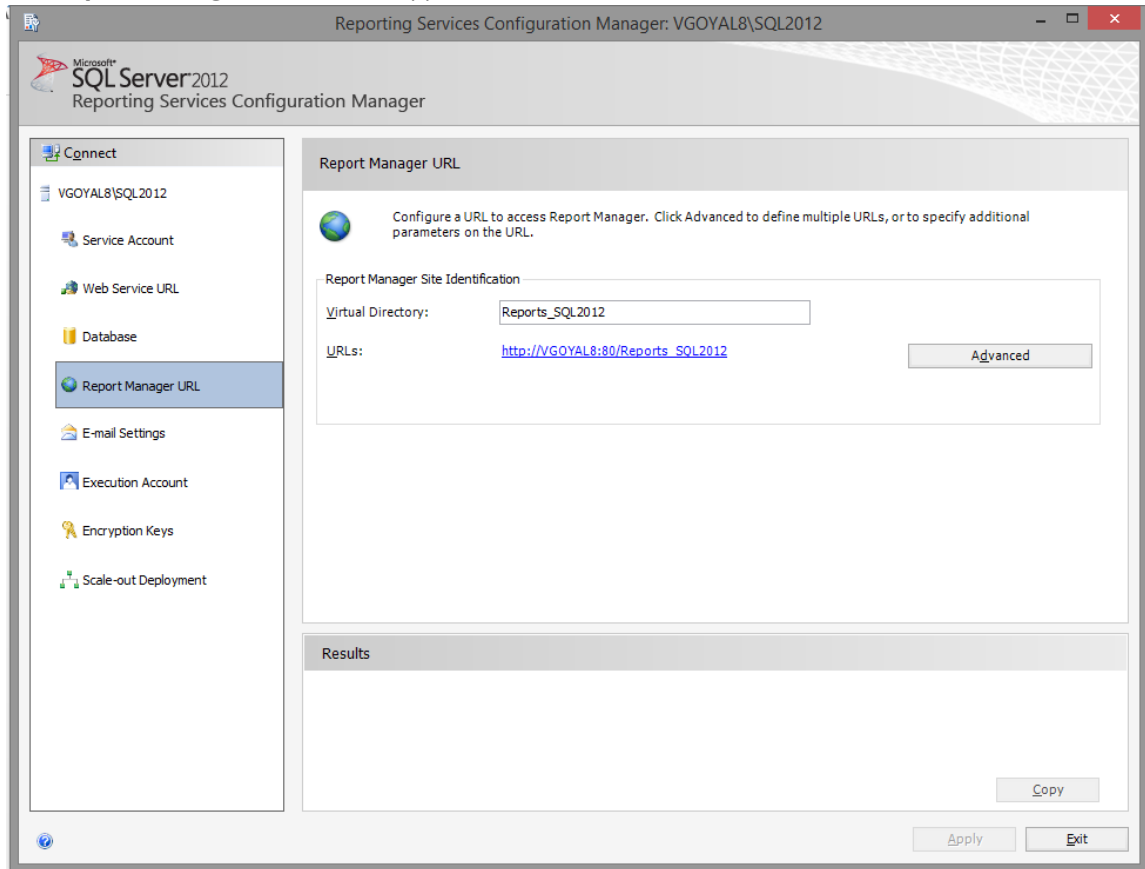 Reporting Services Configuration Manager: VGOYAL8\SQL2012
Microsoft®
SQL Server 2012
Reporting Services Configuration Manager
Connect
VGOYAL8\SQL2012
Service Account
Web Service URL
Database
Report Manager URL
E-mail Settings
Execution Account
Encryption Keys
Scale-out Deployment
Report Manager URL
Configure a URL to access Report Manager. Click Advanced to define multiple URLs, or to specify additional
parameters on the URL.
Report Manager Site Identification
Virtual Directory: Reports_SQL2012
URLs: http://VGOYAL8:80/Reports_SQL2012
Advanced
Results
Copy
Apply Exit